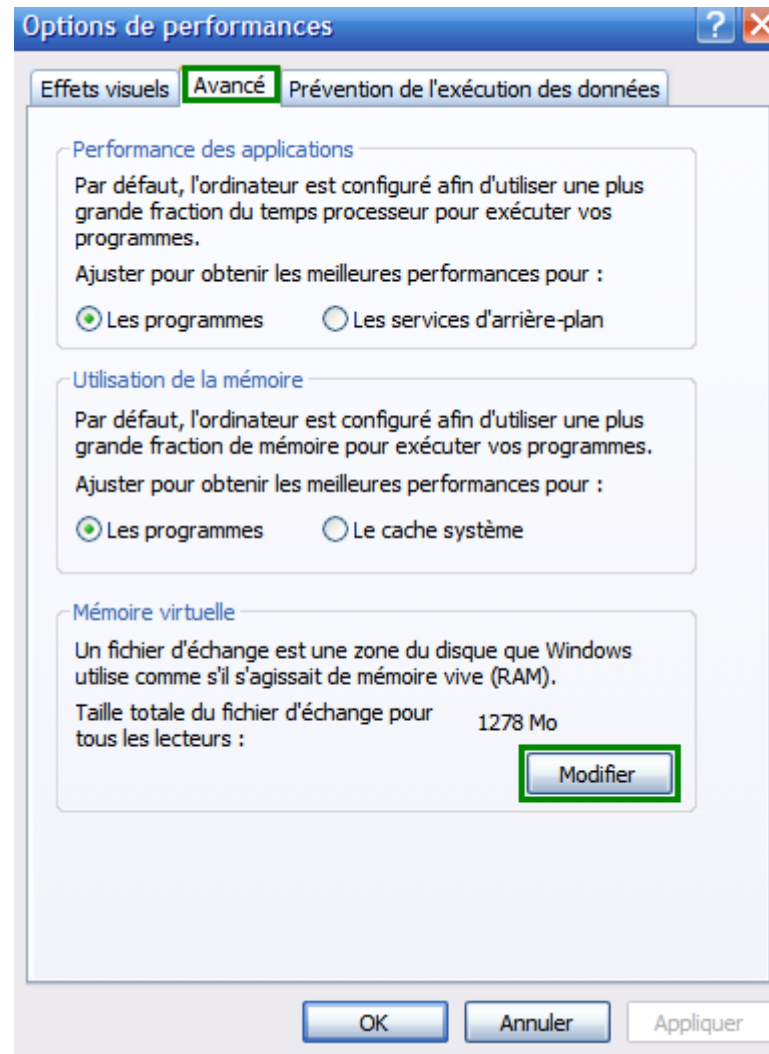 Options de performances
Effets visuels Avancé Prévention de l'exécution des données
Performance des applications
Par défaut, l'ordinateur est configuré afin d'utiliser une plus
grande fraction du temps processeur pour exécuter vos
programmes.
Ajuster pour obtenir les meilleures performances pour :
Les programmes Les services d'arrière-plan
Utilisation de la mémoire
Par défaut, l'ordinateur est configuré afin d'utiliser une plus
grande fraction de mémoire pour exécuter vos programmes.
Ajuster pour obtenir les meilleures performances pour :
Les programmes Le cache système
Mémoire virtuelle
Un fichier d'échange est une zone du disque que Windows
utilise comme s'il s'agissait de mémoire vive (RAM).
Taille totale du fichier d'échange pour
tous les lecteurs :
1278 Mo
Modifier
OK Annuler Appliquer